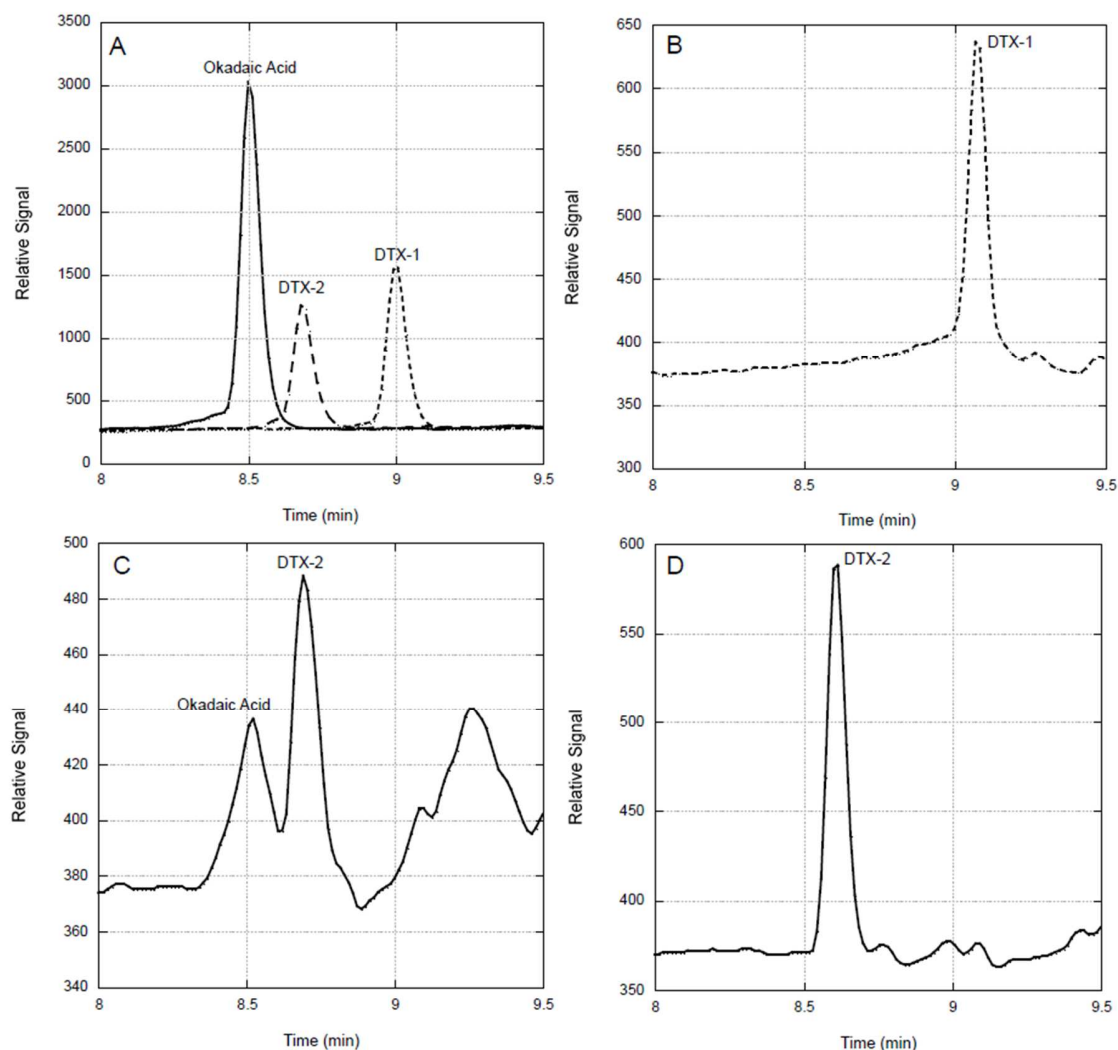 A
Okadaic Acid
DTX-2
DTX-1
3500
3000
2500
2000
1500
1000
500
0
8
8.5
9
9.5
Relative Signal
Time (min)
B
DTX-1
650
600
550
500
450
400
350
300
8
8.5
9
9.5
Relative Signal
Time (min)
C
DTX-2
Okadaic Acid
500
480
460
440
420
400
380
360
340
8
8.5
9
9.5
Relative Signal
Time (min)
D
DTX-2
600
550
500
450
400
350
8
8.5
9
9.5
Relative Signal
Time (min)